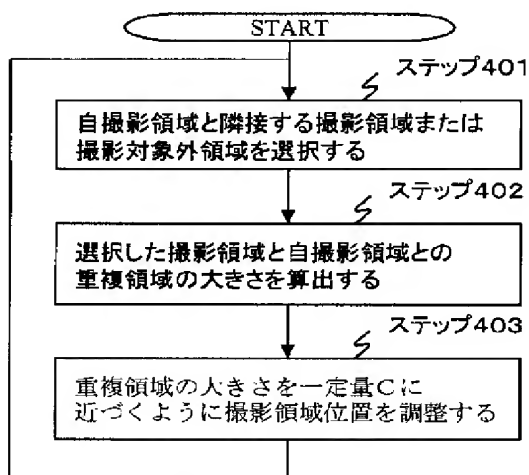 START
ステップ401
自撮影領域と隣接する撮影領域または
撮影対象外領域を選択する
ステップ402
選択した撮影領域と自撮影領域との
重複領域の大きさを算出する
ステップ403
重複領域の大きさを一定量Cに
近づくように撮影領域位置を調整する